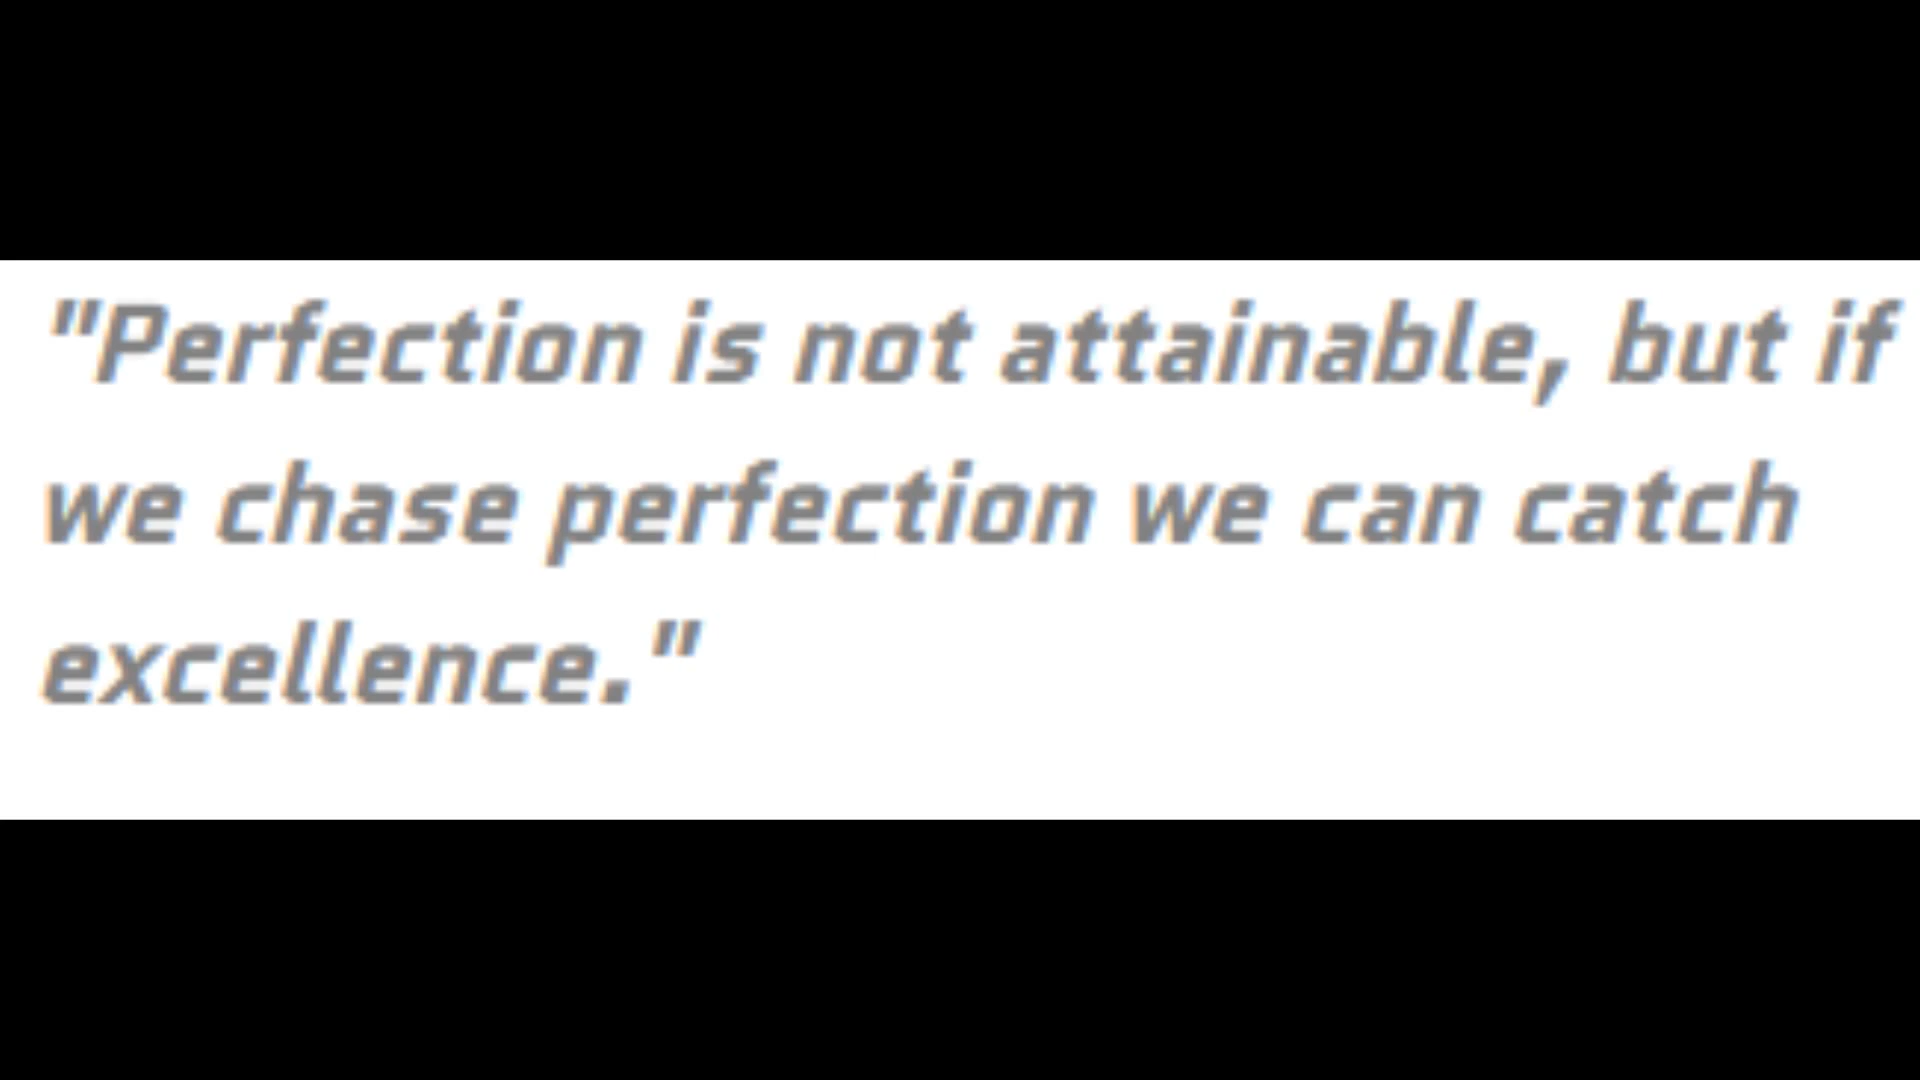 "Perfection is not attainable, but if
we chase perfection we can catch
excellence."